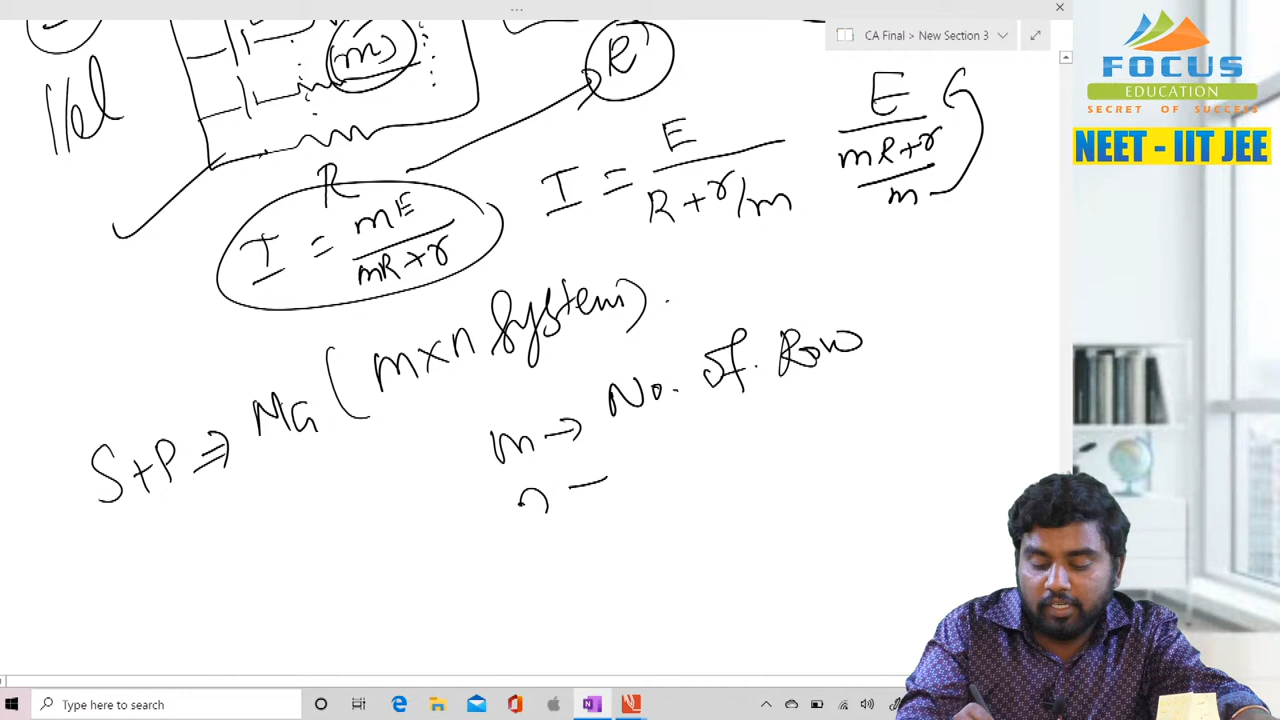 CA Final > New Section 3
FOCUS
EDUCATION
SECRET OF SUCCESS
NEET - IIT JEE
m
R
E
mR+r
m
I = E
R + r/m
R
I = mE
mR+r
S+P ⇒ (m×n System).
m → No. of. Row
n –
Type here to search